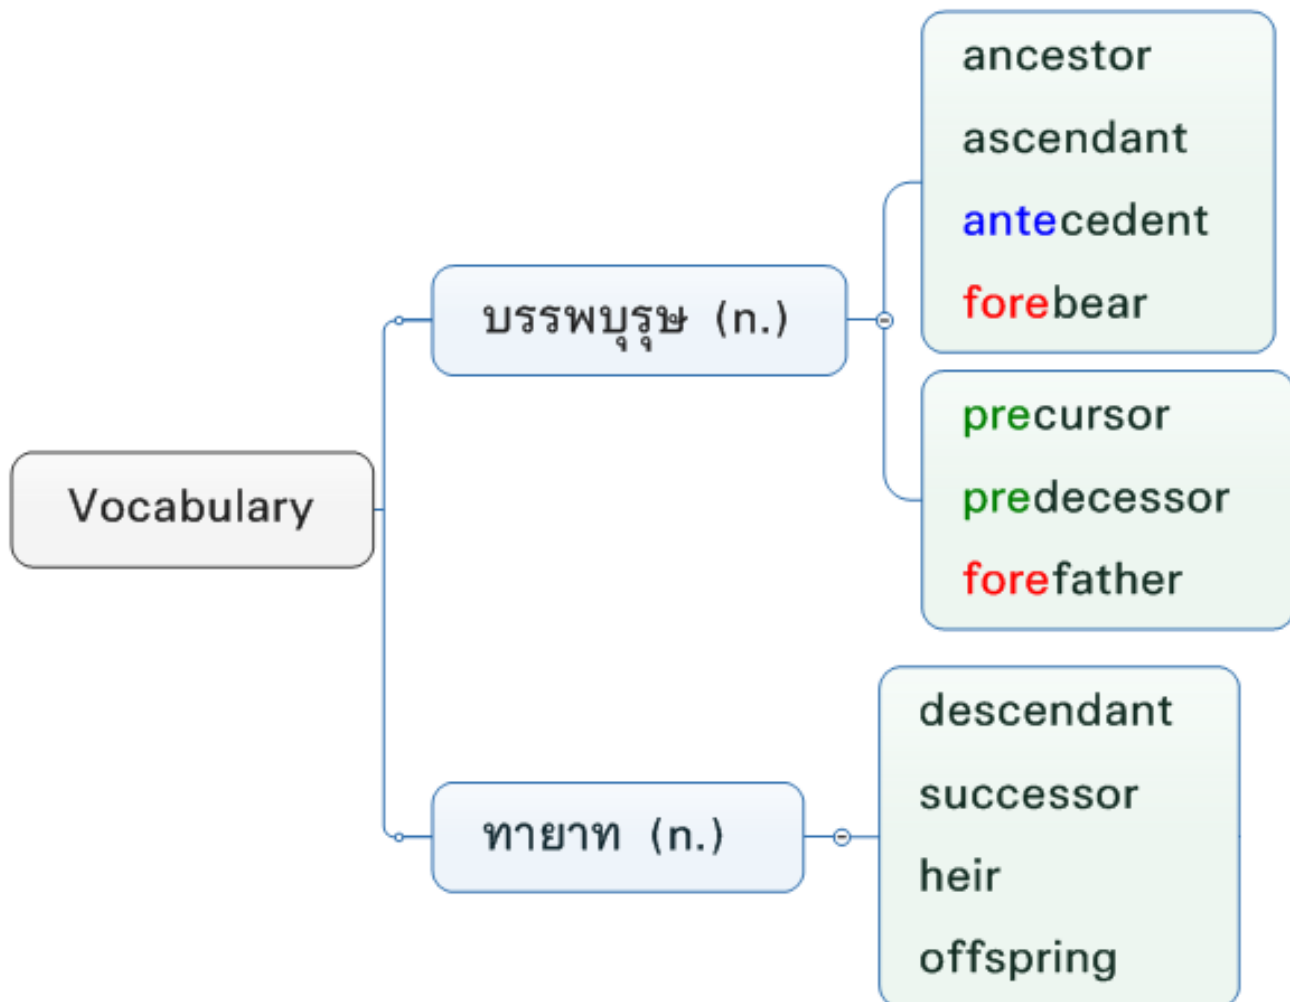 Vocabulary
บรรพบุรุษ (n.)
ancestor
ascendant
antecedent
forebear
precursor
predecessor
forefather
ทายาท (n.)
descendant
successor
heir
offspring